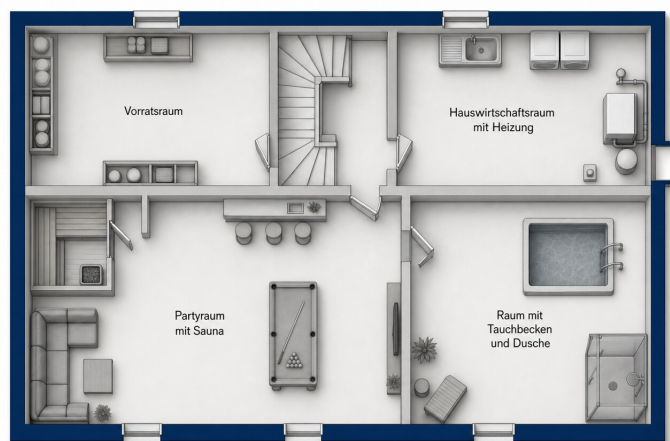 Vorratsraum
Hauswirtschaftsraum
mit Heizung
Partyraum
mit Sauna
Raum mit
Tauchbecken
und Dusche